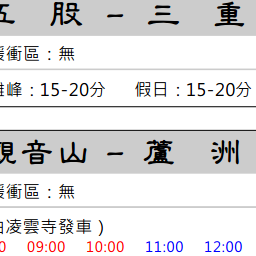 五 股 – 三 重
緩衝區：無
離峰：15-20分 假日：15-20分
觀音山 – 蘆 洲
緩衝區：無
凌雲寺發車）
09:00 10:00 11:00 12:00